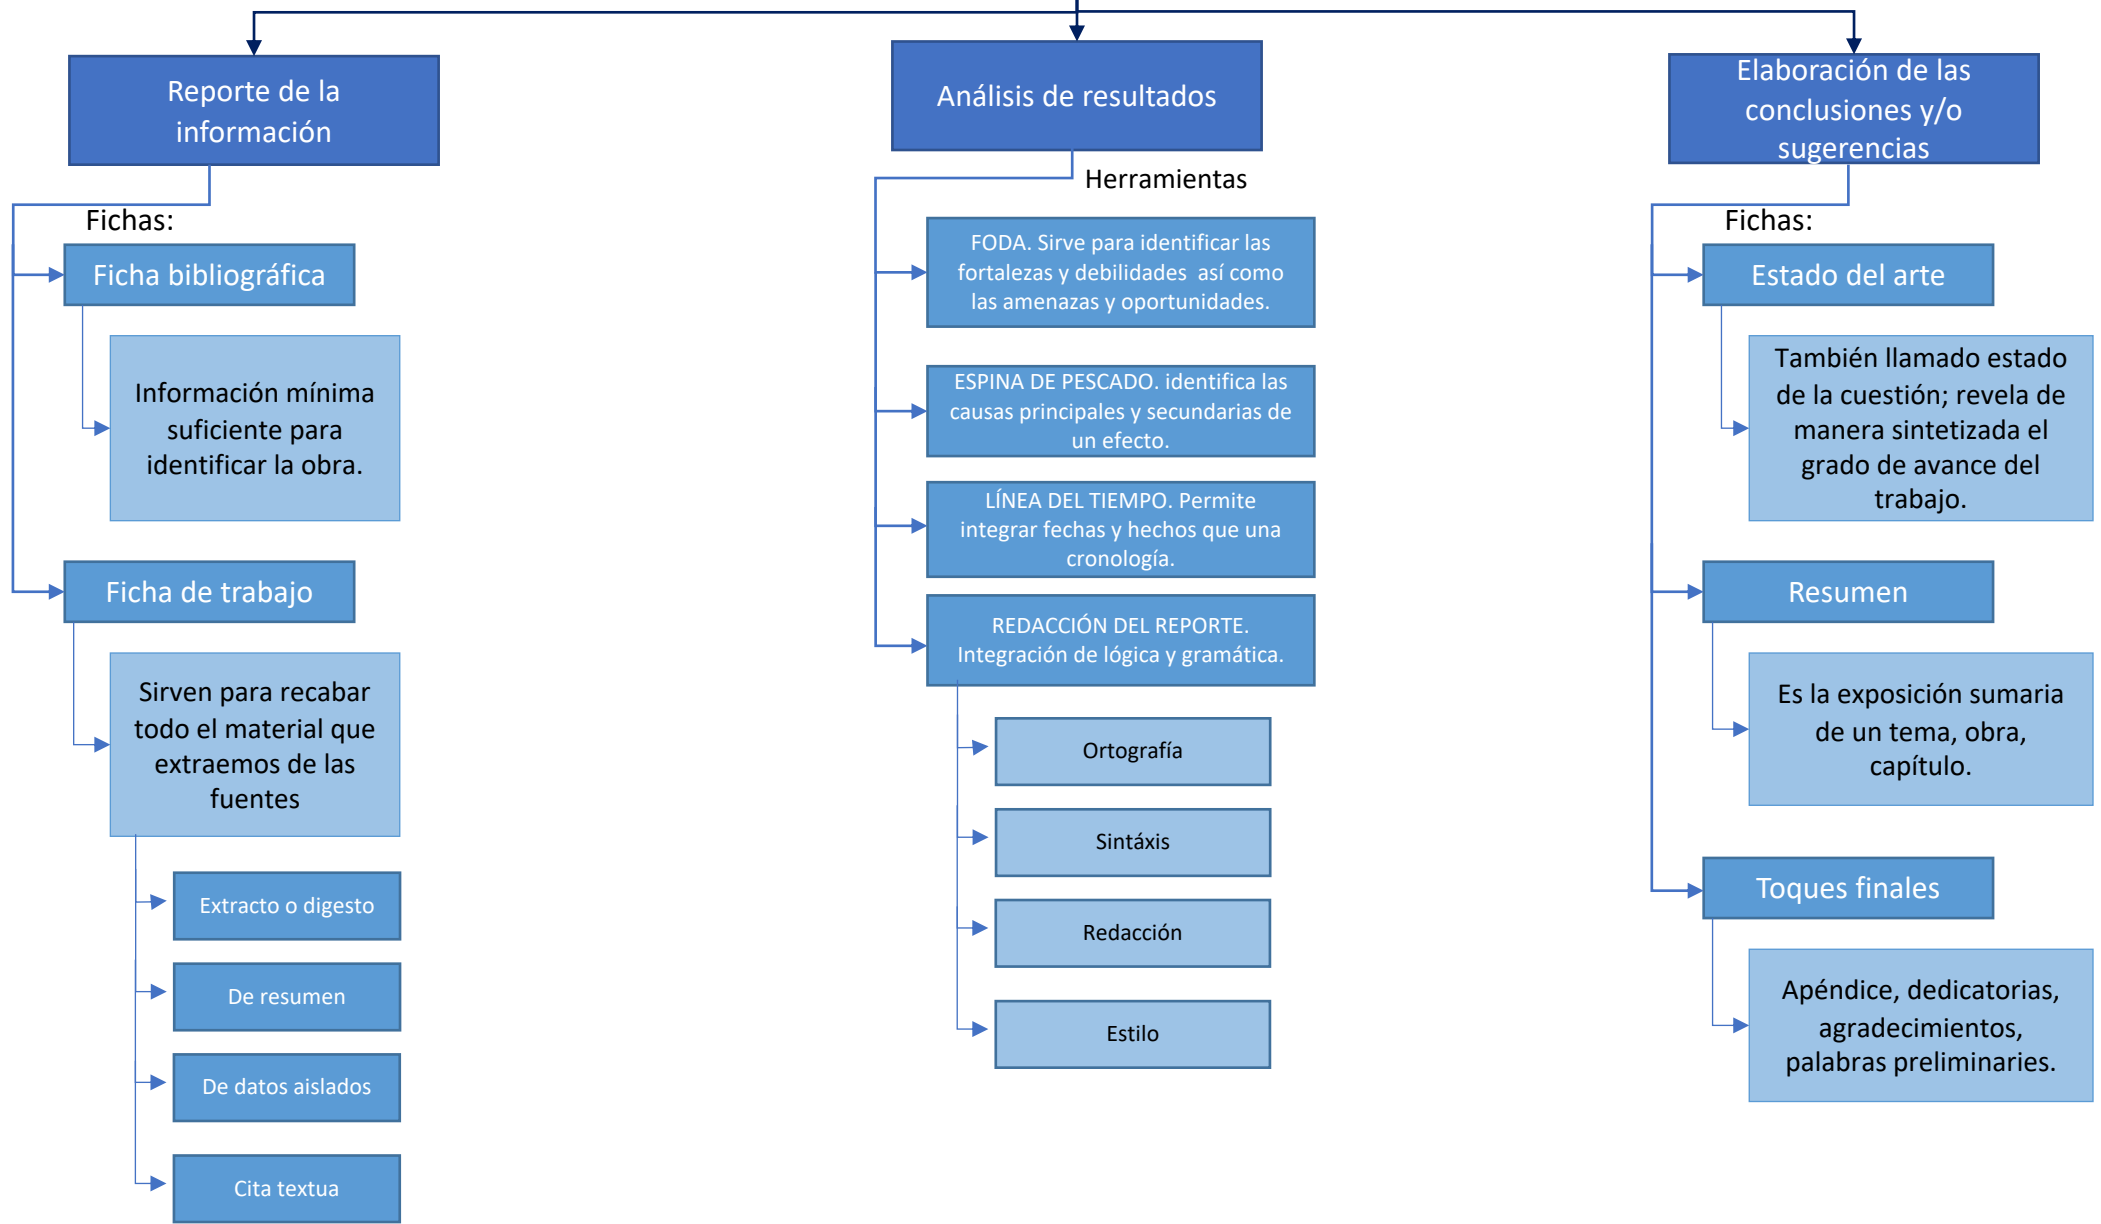 Reporte de la
información
Fichas:
Ficha bibliográfica
Información mínima
suficiente para
identificar la obra.
Ficha de trabajo
Sirven para recabar
todo el material que
extraemos de las
fuentes
Extracto o digesto
De resumen
De datos aislados
Cita textua
Análisis de resultados
Herramientas
FODA. Sirve para identificar las
fortalezas y debilidades así como
las amenazas y oportunidades.
ESPINA DE PESCADO. identifica las
causas principales y secundarias de
un efecto.
LÍNEA DEL TIEMPO. Permite
integrar fechas y hechos que una
cronología.
REDACCIÓN DEL REPORTE.
Integración de lógica y gramática.
Ortografía
Sintáxis
Redacción
Estilo
Elaboración de las
conclusiones y/o
sugerencias
Fichas:
Estado del arte
También llamado estado
de la cuestión; revela de
manera sintetizada el
grado de avance del
trabajo.
Resumen
Es la exposición sumaria
de un tema, obra,
capítulo.
Toques finales
Apéndice, dedicatorias,
agradecimientos,
palabras preliminaries.